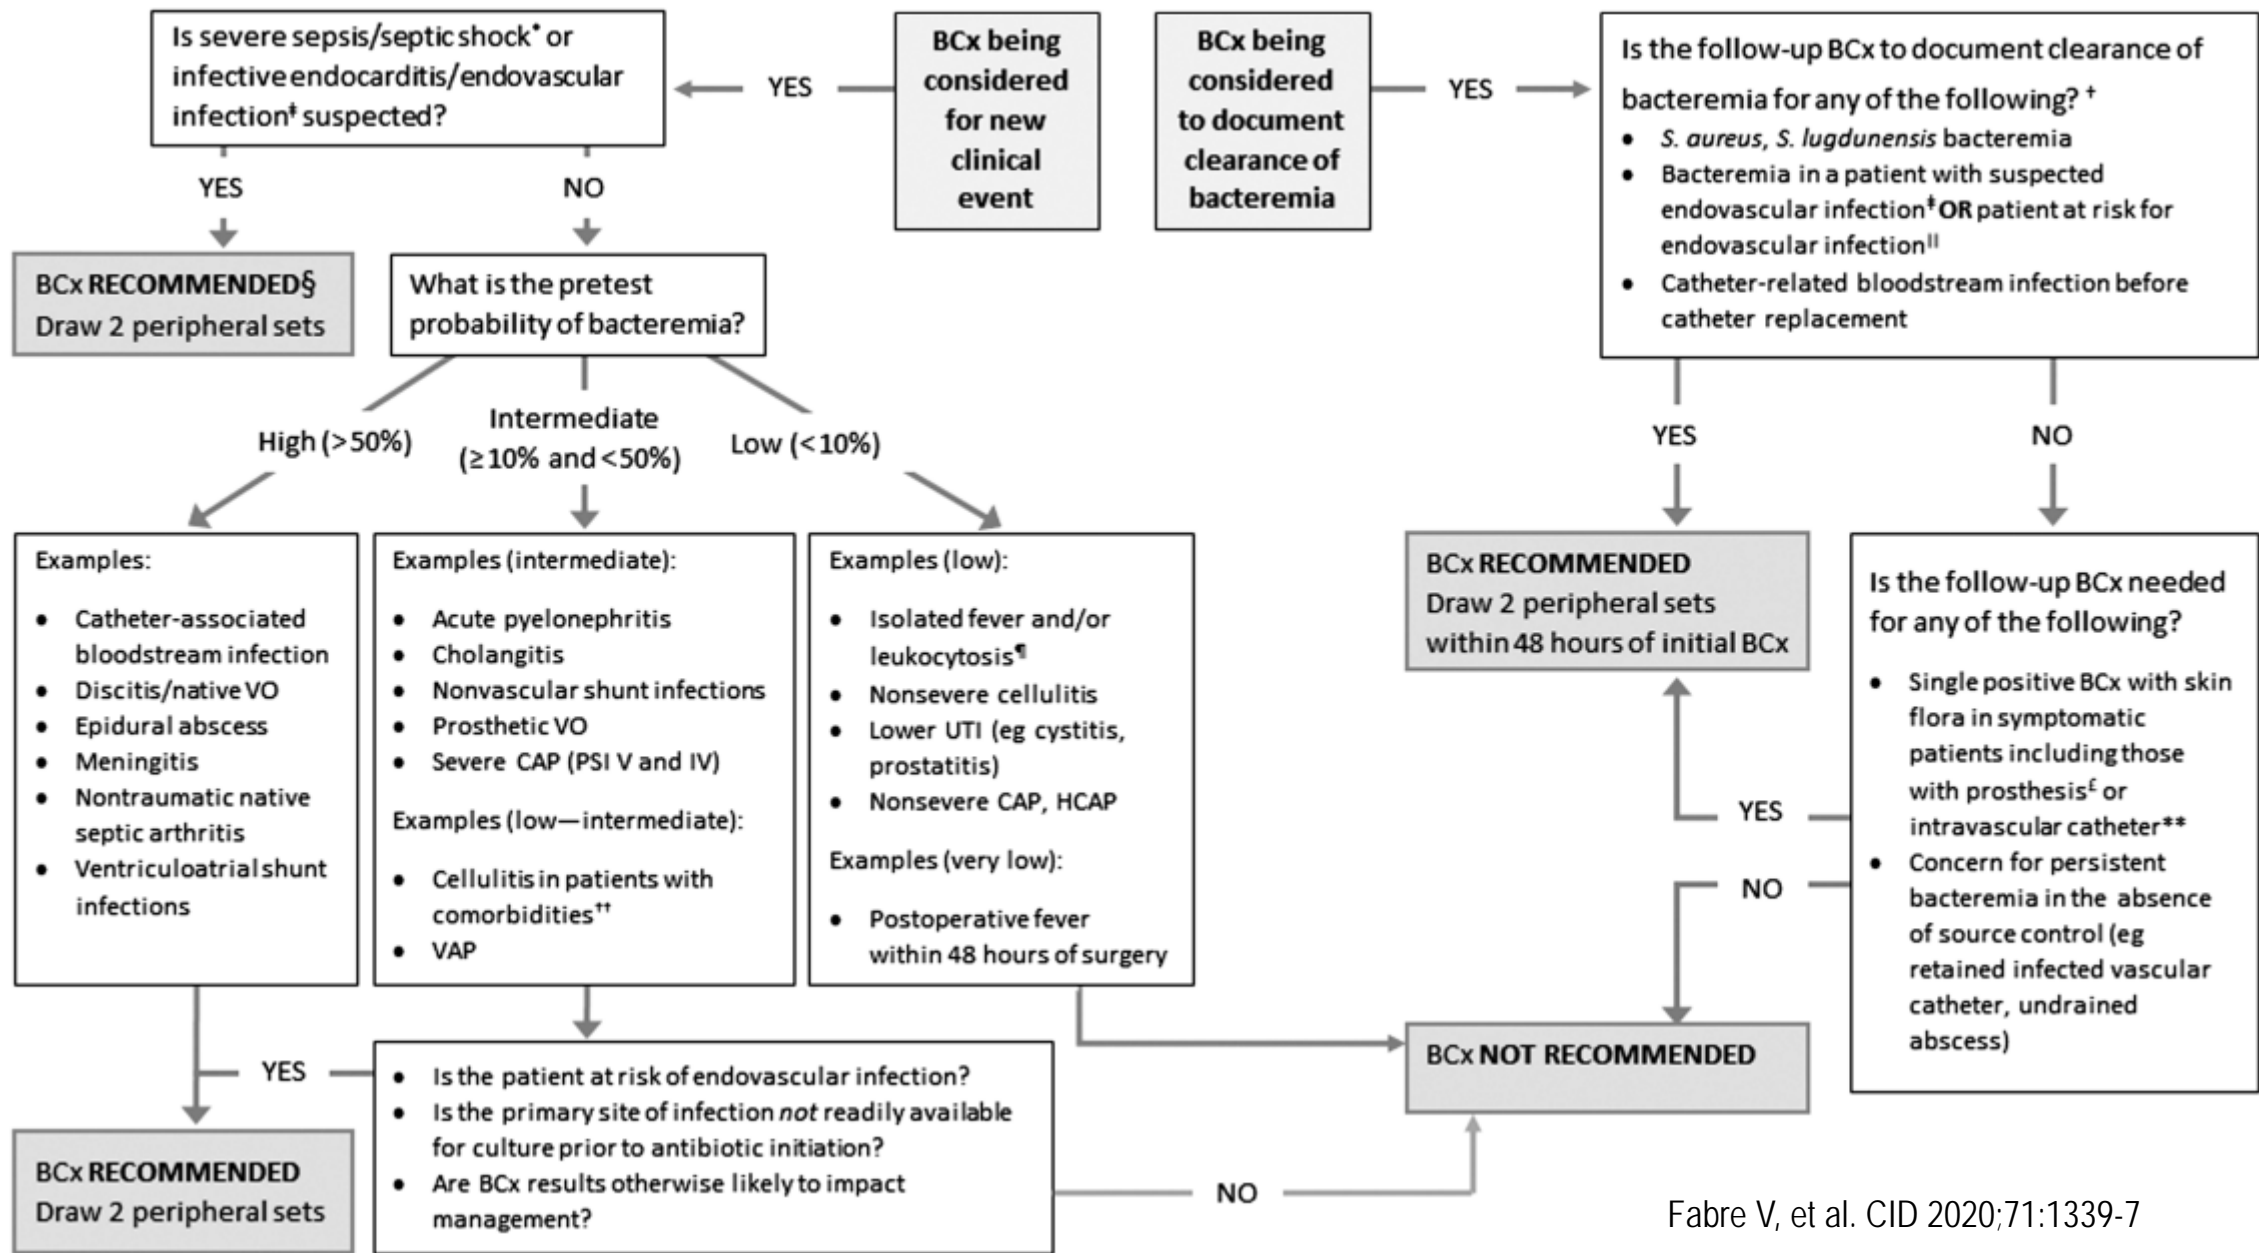 Is severe sepsis/septic shock* or
infective endocarditis/endovascular
infection‡ suspected?
YES
BCx being
considered
for new
clinical
event
BCx being
considered
to document
clearance of
bacteremia
YES
Is the follow-up BCx to document clearance of
bacteremia for any of the following? †
• S. aureus, S. lugdunensis bacteremia
• Bacteremia in a patient with suspected
endovascular infection‡ OR patient at risk for
endovascular infection||
• Catheter-related bloodstream infection before
catheter replacement
YES
NO
BCx RECOMMENDED§
Draw 2 peripheral sets
What is the pretest
probability of bacteremia?
High (>50%)
Intermediate
(≥10% and <50%)
Low (<10%)
YES
NO
Examples:
• Catheter-associated
bloodstream infection
• Discitis/native VO
• Epidural abscess
• Meningitis
• Nontraumatic native
septic arthritis
• Ventriculoatrial shunt
infections
Examples (intermediate):
• Acute pyelonephritis
• Cholangitis
• Nonvascular shunt infections
• Prosthetic VO
• Severe CAP (PSI V and IV)
Examples (low—intermediate):
• Cellulitis in patients with
comorbidities††
• VAP
Examples (low):
• Isolated fever and/or
leukocytosis¶
• Nonsevere cellulitis
• Lower UTI (eg cystitis,
prostatitis)
• Nonsevere CAP, HCAP
Examples (very low):
• Postoperative fever
within 48 hours of surgery
BCx RECOMMENDED
Draw 2 peripheral sets
within 48 hours of initial BCx
Is the follow-up BCx needed
for any of the following?
• Single positive BCx with skin
flora in symptomatic
patients including those
with prosthesis£ or
intravascular catheter**
• Concern for persistent
bacteremia in the absence
of source control (eg
retained infected vascular
catheter, undrained
abscess)
YES
NO
YES
• Is the patient at risk of endovascular infection?
• Is the primary site of infection not readily available
for culture prior to antibiotic initiation?
• Are BCx results otherwise likely to impact
management?
NO
BCx NOT RECOMMENDED
BCx RECOMMENDED
Draw 2 peripheral sets
Fabre V, et al. CID 2020;71:1339-7